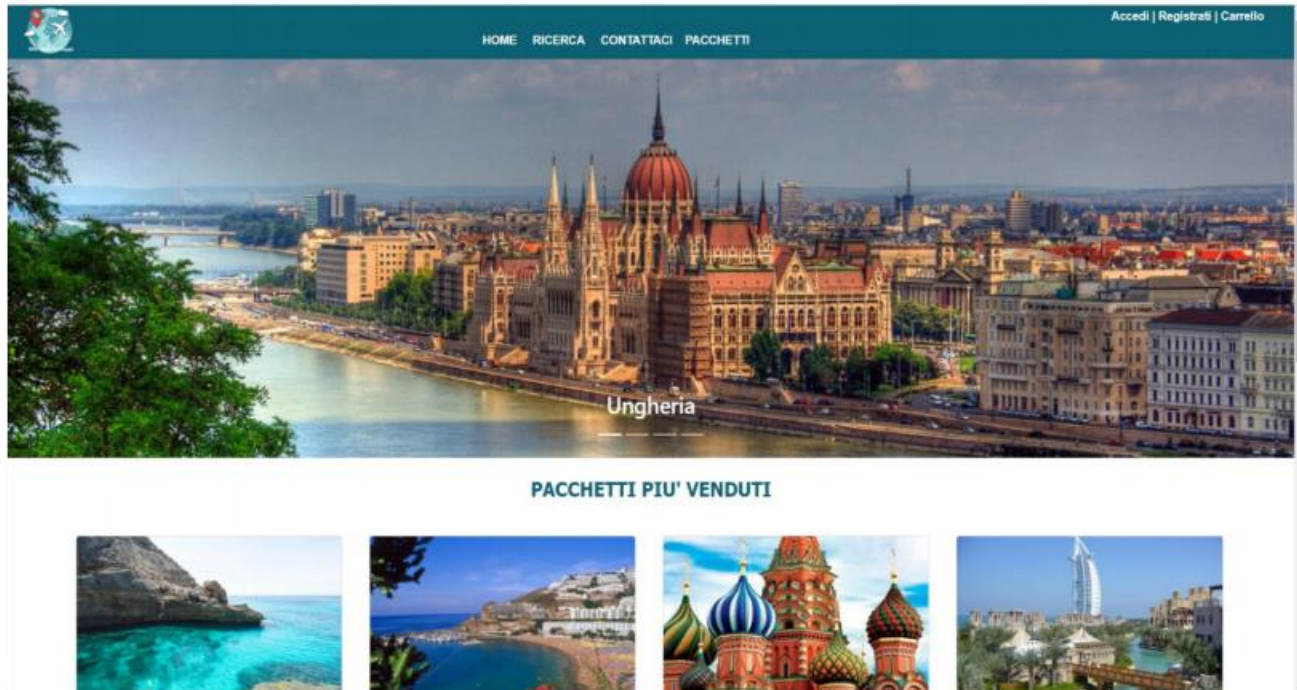 Accedi | Registrati | Carrello
HOME RICERCA CONTATTACI PACCHETTI
Ungheria
PACCHETTI PIU' VENDUTI